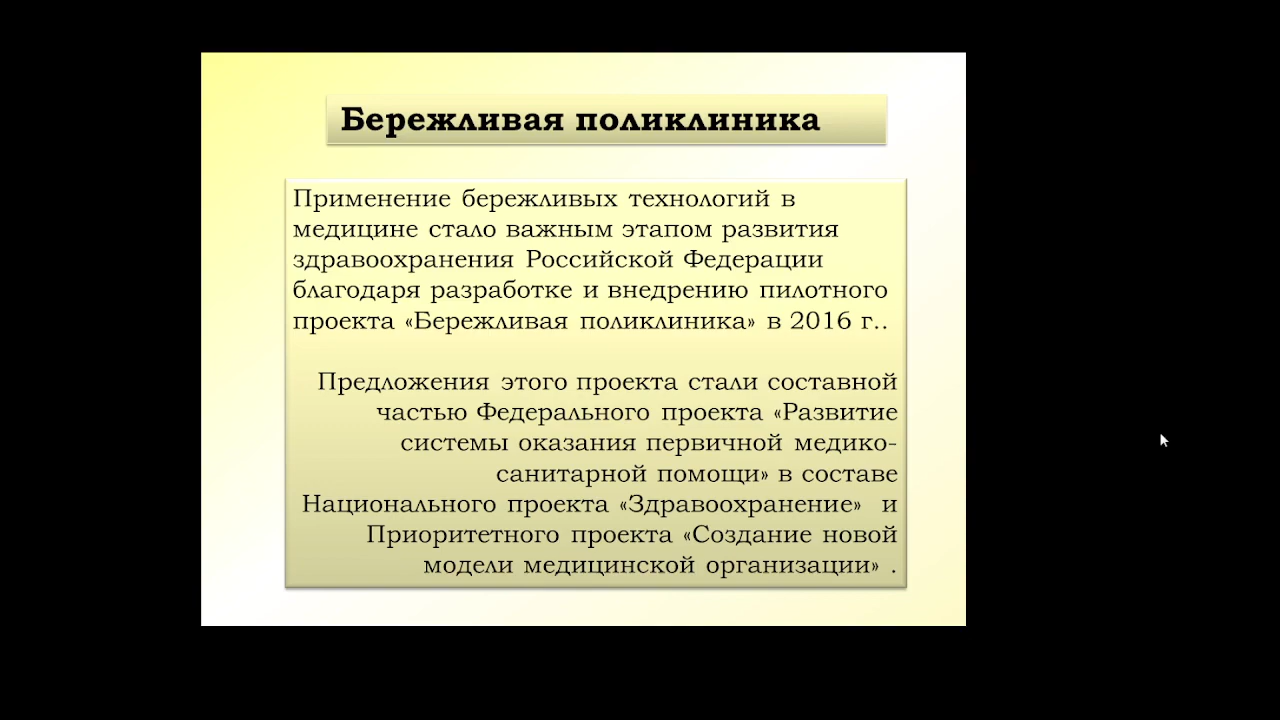 Бережливая поликлиника
Применение бережливых технологий в
медицине стало важным этапом развития
здравоохранения Российской Федерации
благодаря разработке и внедрению пилотного
проекта «Бережливая поликлиника» в 2016 г..
Предложения этого проекта стали составной
частью Федерального проекта «Развитие
системы оказания первичной медико-
санитарной помощи» в составе
Национального проекта «Здравоохранение» и
Приоритетного проекта «Создание новой
модели медицинской организации» .